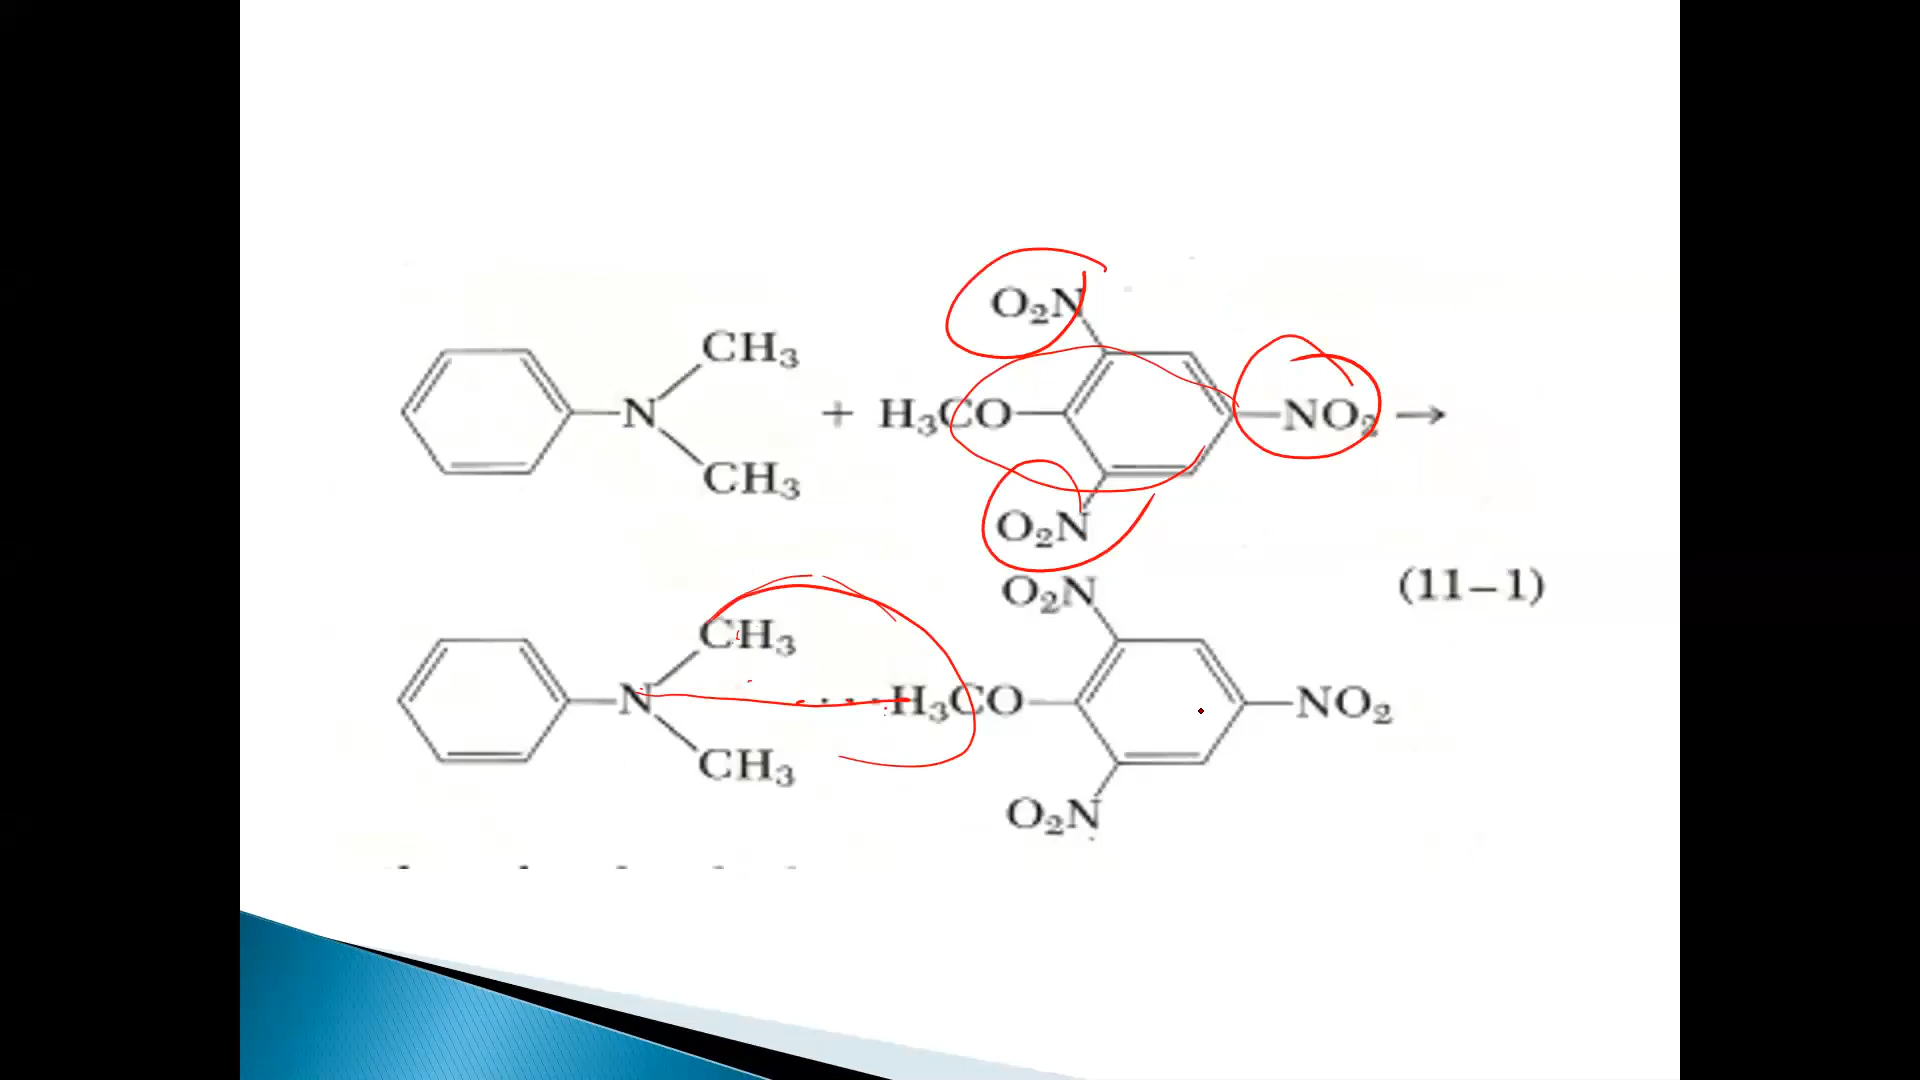 O₂N
CH₃
N + H₃CO NO₂ →
CH₃
O₂N
O₂N (11–1)
CH₃
N ····H₃CO NO₂
CH₃
O₂N